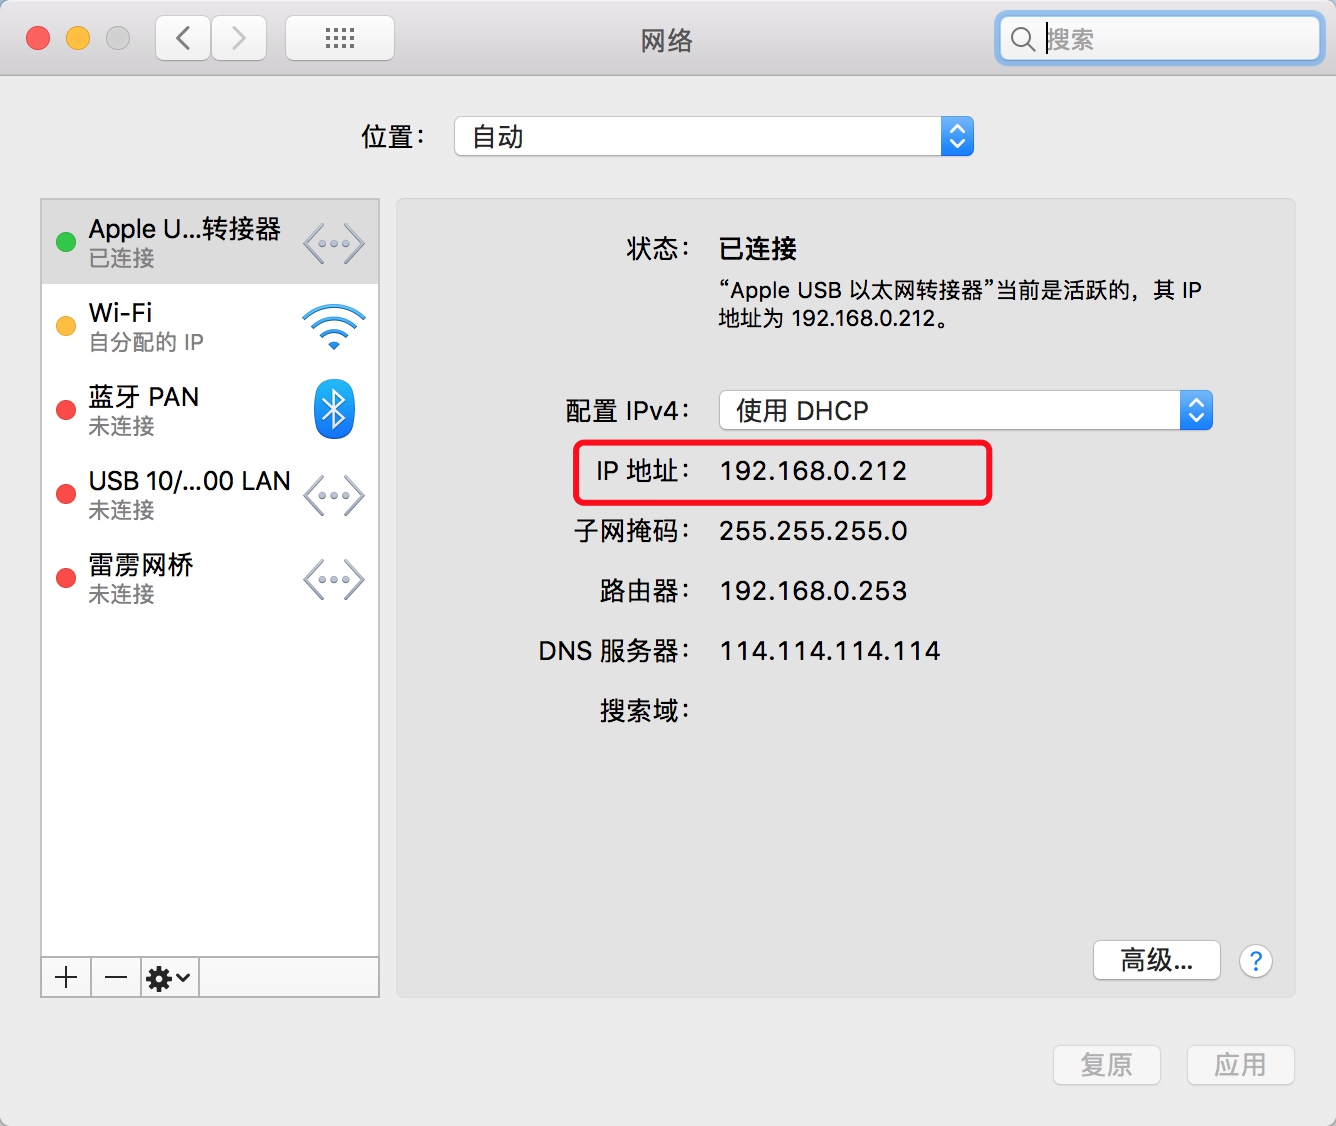 网络
搜索
位置：
自动
Apple U...转接器
已连接
Wi-Fi
自分配的 IP
蓝牙 PAN
未连接
USB 10/...00 LAN
未连接
雷雳网桥
未连接
状态：
已连接
“Apple USB 以太网转接器”当前是活跃的，其 IP
地址为 192.168.0.212。
配置 IPv4：
使用 DHCP
IP 地址：
192.168.0.212
子网掩码：
255.255.255.0
路由器：
192.168.0.253
DNS 服务器：
114.114.114.114
搜索域：
高级...
?
复原
应用